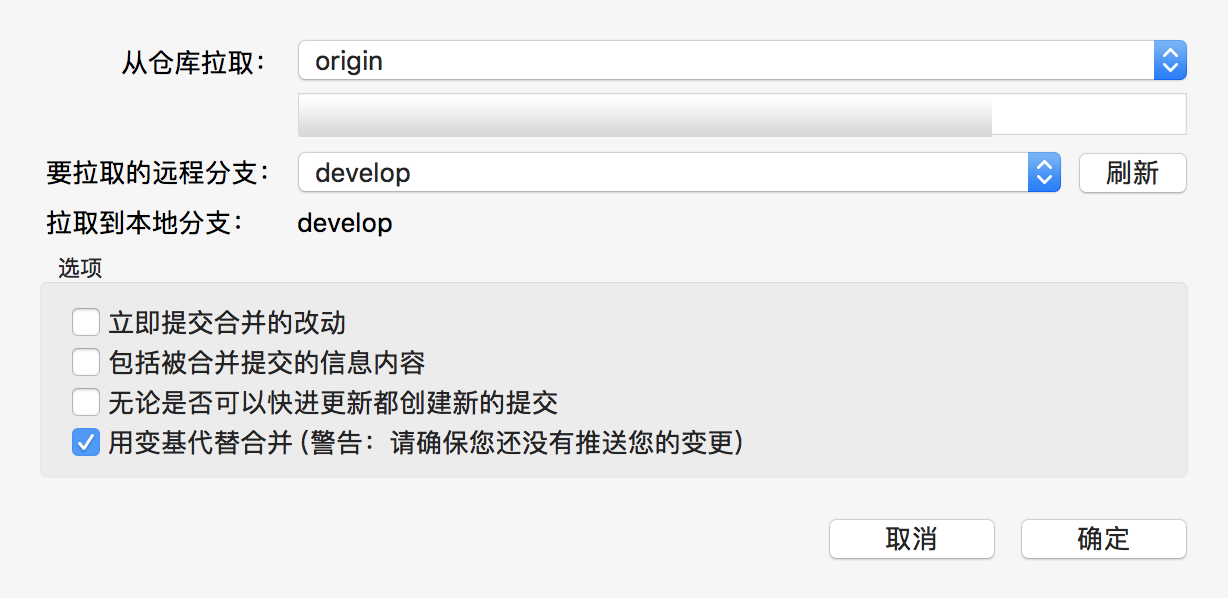 从仓库拉取： origin
要拉取的远程分支： develop 刷新
拉取到本地分支： develop
选项
立即提交合并的改动
包括被合并提交的信息内容
无论是否可以快进更新都创建新的提交
用变基代替合并 (警告：请确保您还没有推送您的变更)
取消 确定